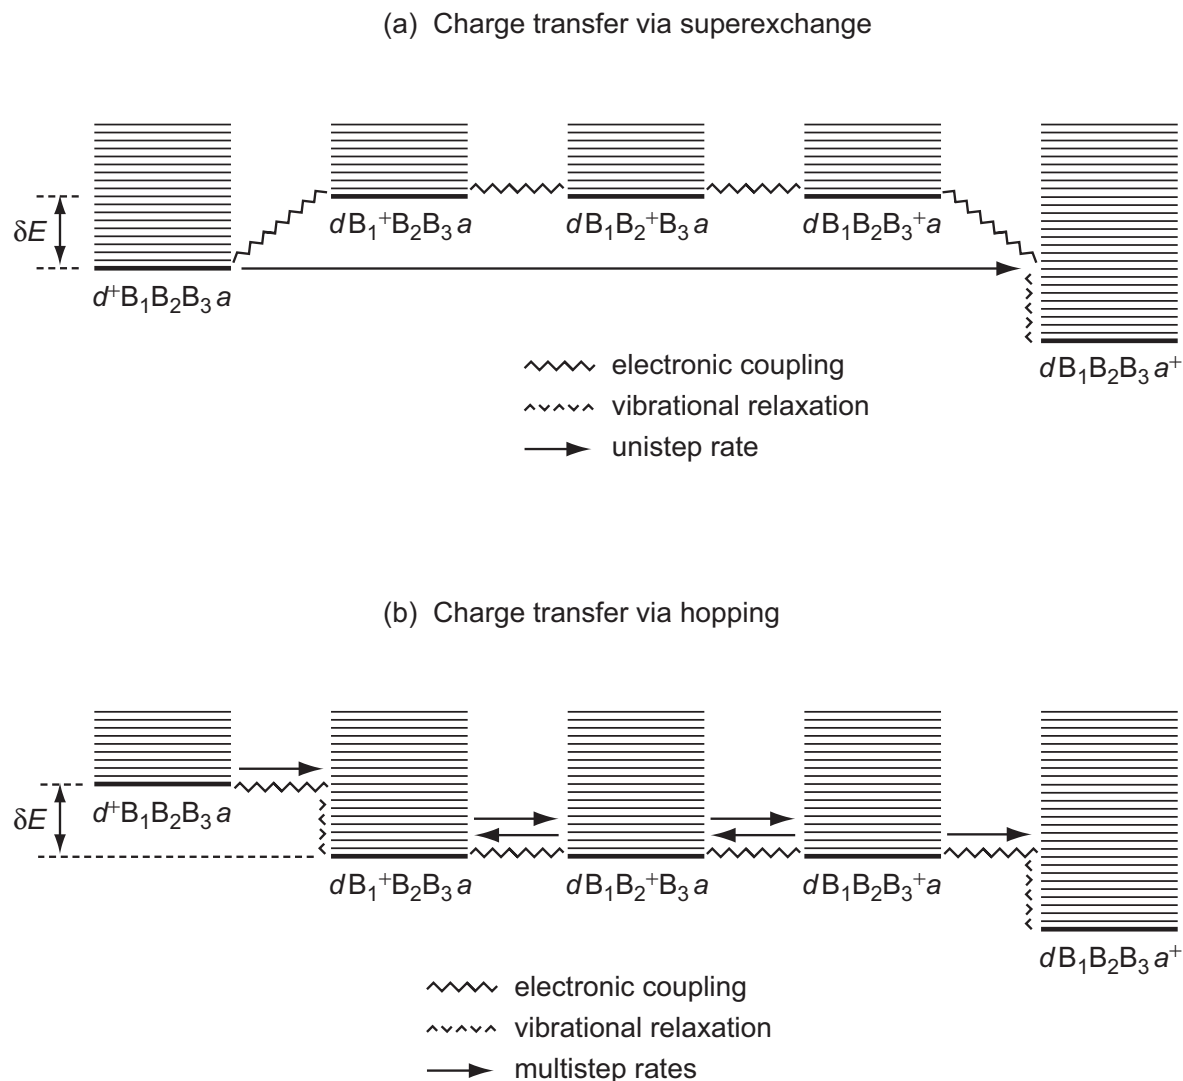 (a) Charge transfer via superexchange
δE
dB₁⁺B₂B₃a dB₁B₂⁺B₃a dB₁B₂B₃⁺a
d⁺B₁B₂B₃a
dB₁B₂B₃a⁺
electronic coupling
vibrational relaxation
unistep rate
(b) Charge transfer via hopping
d⁺B₁B₂B₃a
δE
dB₁⁺B₂B₃a dB₁B₂⁺B₃a dB₁B₂B₃⁺a
dB₁B₂B₃a⁺
electronic coupling
vibrational relaxation
multistep rates